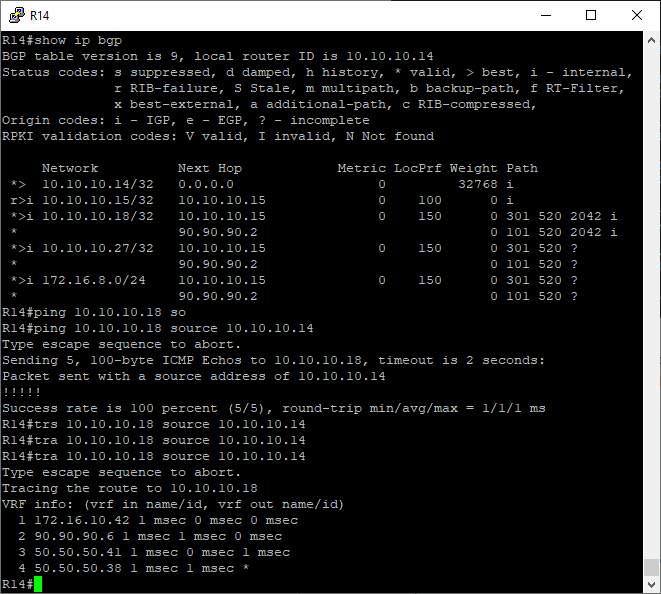 R14
R14#show ip bgp
BGP table version is 9, local router ID is 10.10.10.14
Status codes: s suppressed, d damped, h history, * valid, > best, i - internal,
              r RIB-failure, S Stale, m multipath, b backup-path, f RT-Filter,
              x best-external, a additional-path, c RIB-compressed,
Origin codes: i - IGP, e - EGP, ? - incomplete
RPKI validation codes: V valid, I invalid, N Not found
     Network          Next Hop            Metric LocPrf Weight Path
 *>  10.10.10.14/32   0.0.0.0                  0         32768 i
 r>i 10.10.10.15/32   10.10.10.15              0    100      0 i
 *>i 10.10.10.18/32   10.10.10.15              0    150      0 301 520 2042 i
 *                    90.90.90.2                             0 101 520 2042 i
 *>i 10.10.10.27/32   10.10.10.15              0    150      0 301 520 ?
 *                    90.90.90.2                             0 101 520 ?
 *>i 172.16.8.0/24    10.10.10.15              0    150      0 301 520 ?
 *                    90.90.90.2                             0 101 520 ?
R14#ping 10.10.10.18 so
R14#ping 10.10.10.18 source 10.10.10.14
Type escape sequence to abort.
Sending 5, 100-byte ICMP Echos to 10.10.10.18, timeout is 2 seconds:
Packet sent with a source address of 10.10.10.14
!!!!!
Success rate is 100 percent (5/5), round-trip min/avg/max = 1/1/1 ms
R14#trs 10.10.10.18 source 10.10.10.14
R14#tra 10.10.10.18 source 10.10.10.14
R14#tra 10.10.10.18 source 10.10.10.14
Type escape sequence to abort.
Tracing the route to 10.10.10.18
VRF info: (vrf in name/id, vrf out name/id)
  1 172.16.10.42 1 msec 0 msec 0 msec
  2 90.90.90.6 1 msec 1 msec 0 msec
  3 50.50.50.41 1 msec 0 msec 1 msec
  4 50.50.50.38 1 msec 1 msec *
R14#